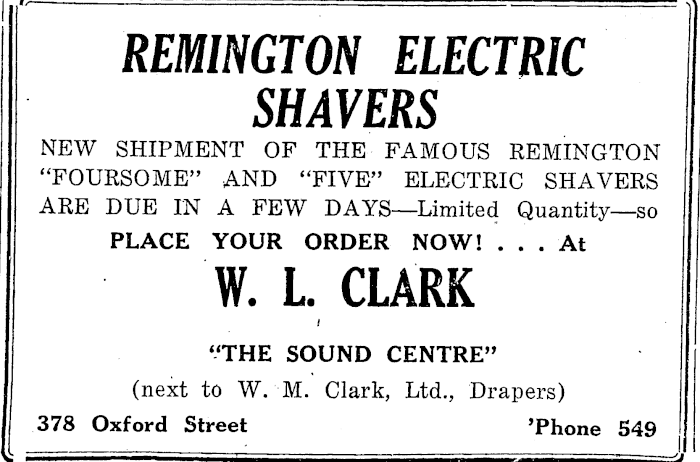 REMINGTON ELECTRIC
SHAVERS
NEW SHIPMENT OF THE FAMOUS REMINGTON
“FOURSOME” AND “FIVE” ELECTRIC SHAVERS
ARE DUE IN A FEW DAYS—Limited Quantity—so
PLACE YOUR ORDER NOW! . . . At
W. L. CLARK
“THE SOUND CENTRE”
(next to W. M. Clark, Ltd., Drapers)
378 Oxford Street 'Phone 549